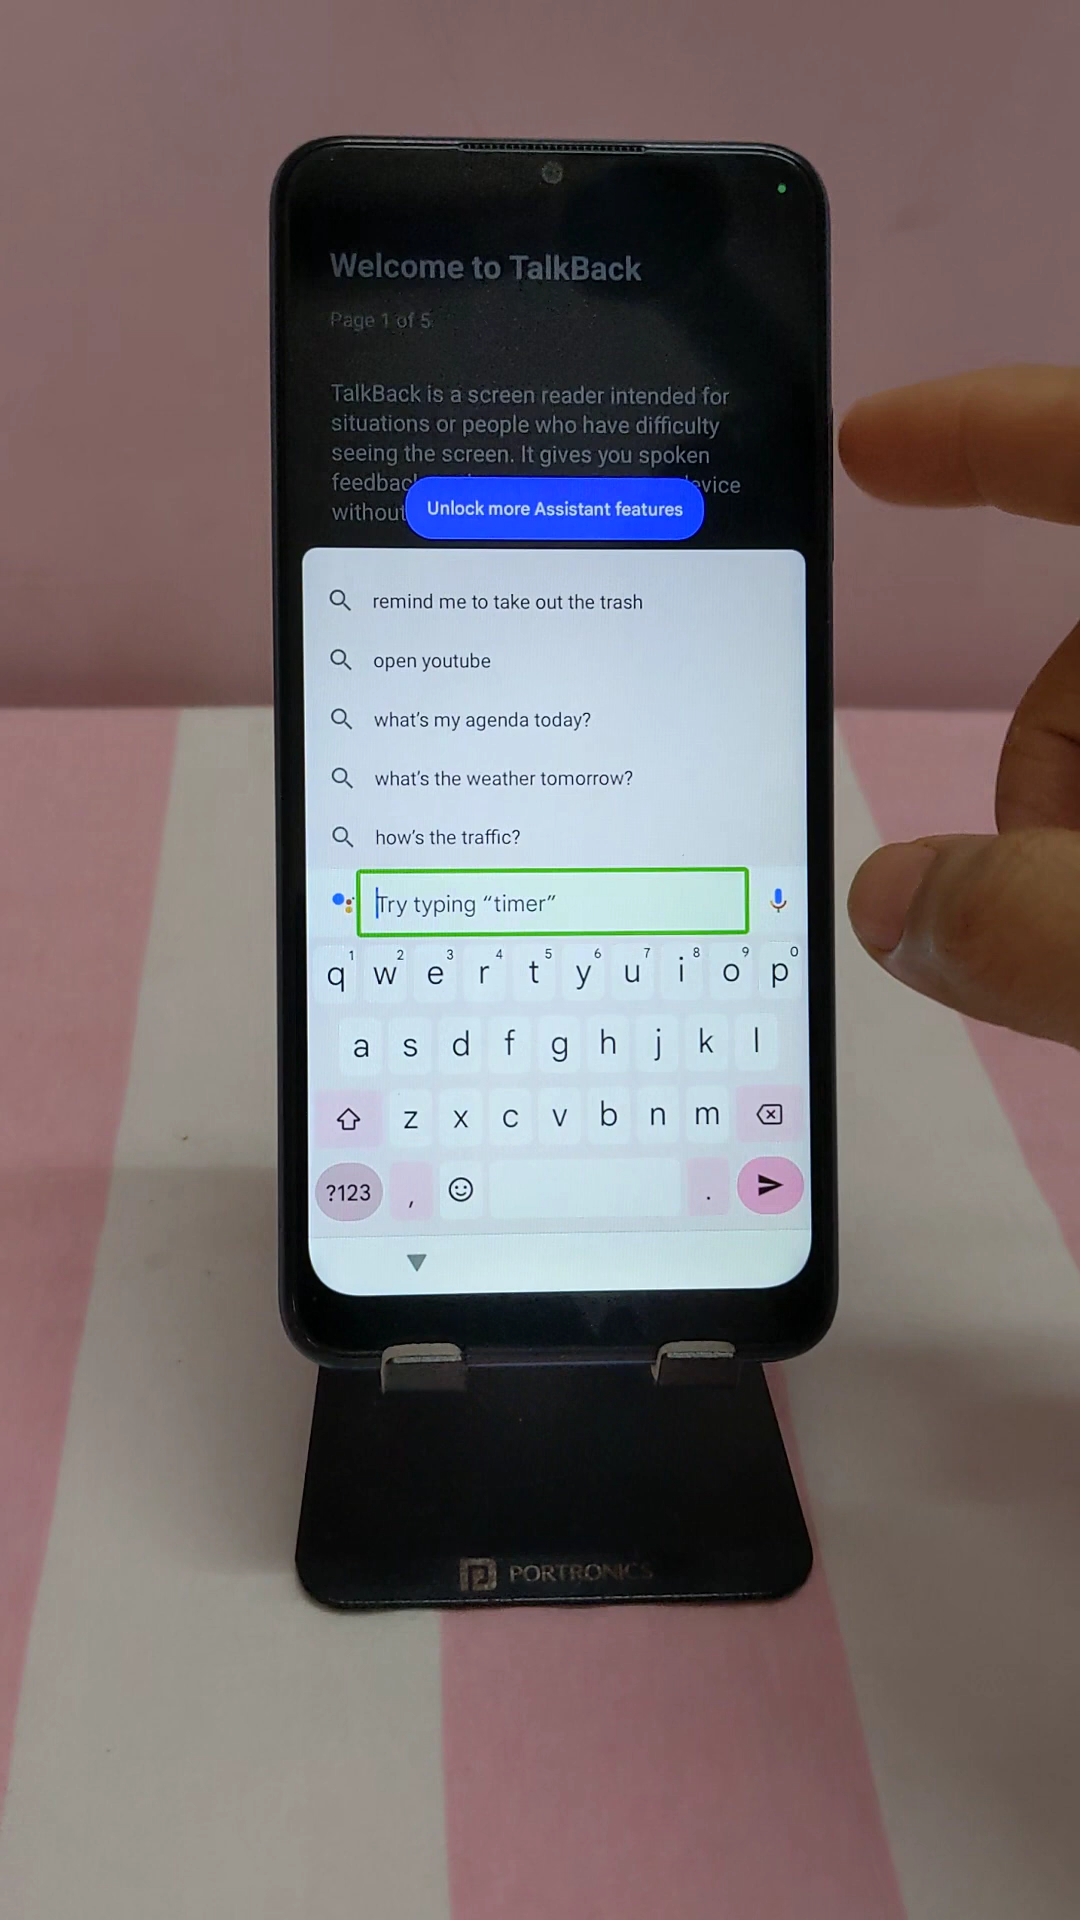 Welcome to TalkBack
Page 1 of 5
TalkBack is a screen reader intended for
situations or people who have difficulty
seeing the screen. It gives you spoken
feedbac
evice
without
Unlock more Assistant features
remind me to take out the trash
open youtube
what's my agenda today?
what's the weather tomorrow?
how's the traffic?
Try typing “timer”
1 2 3 4 5 6 7 8 9 0
q w e r t y u i o p
a s d f g h j k l
z x c v b n m
?123 , .
PORTRONICS